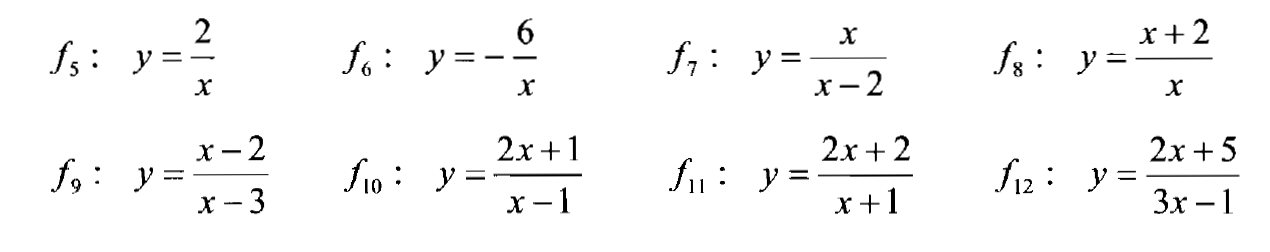 f₅: y = 2/x f₆: y = −6/x f₇: y = x/(x−2) f₈: y = (x+2)/x
f₉: y = (x−2)/(x−3) f₁₀: y = (2x+1)/(x−1) f₁₁: y = (2x+2)/(x+1) f₁₂: y = (2x+5)/(3x−1)